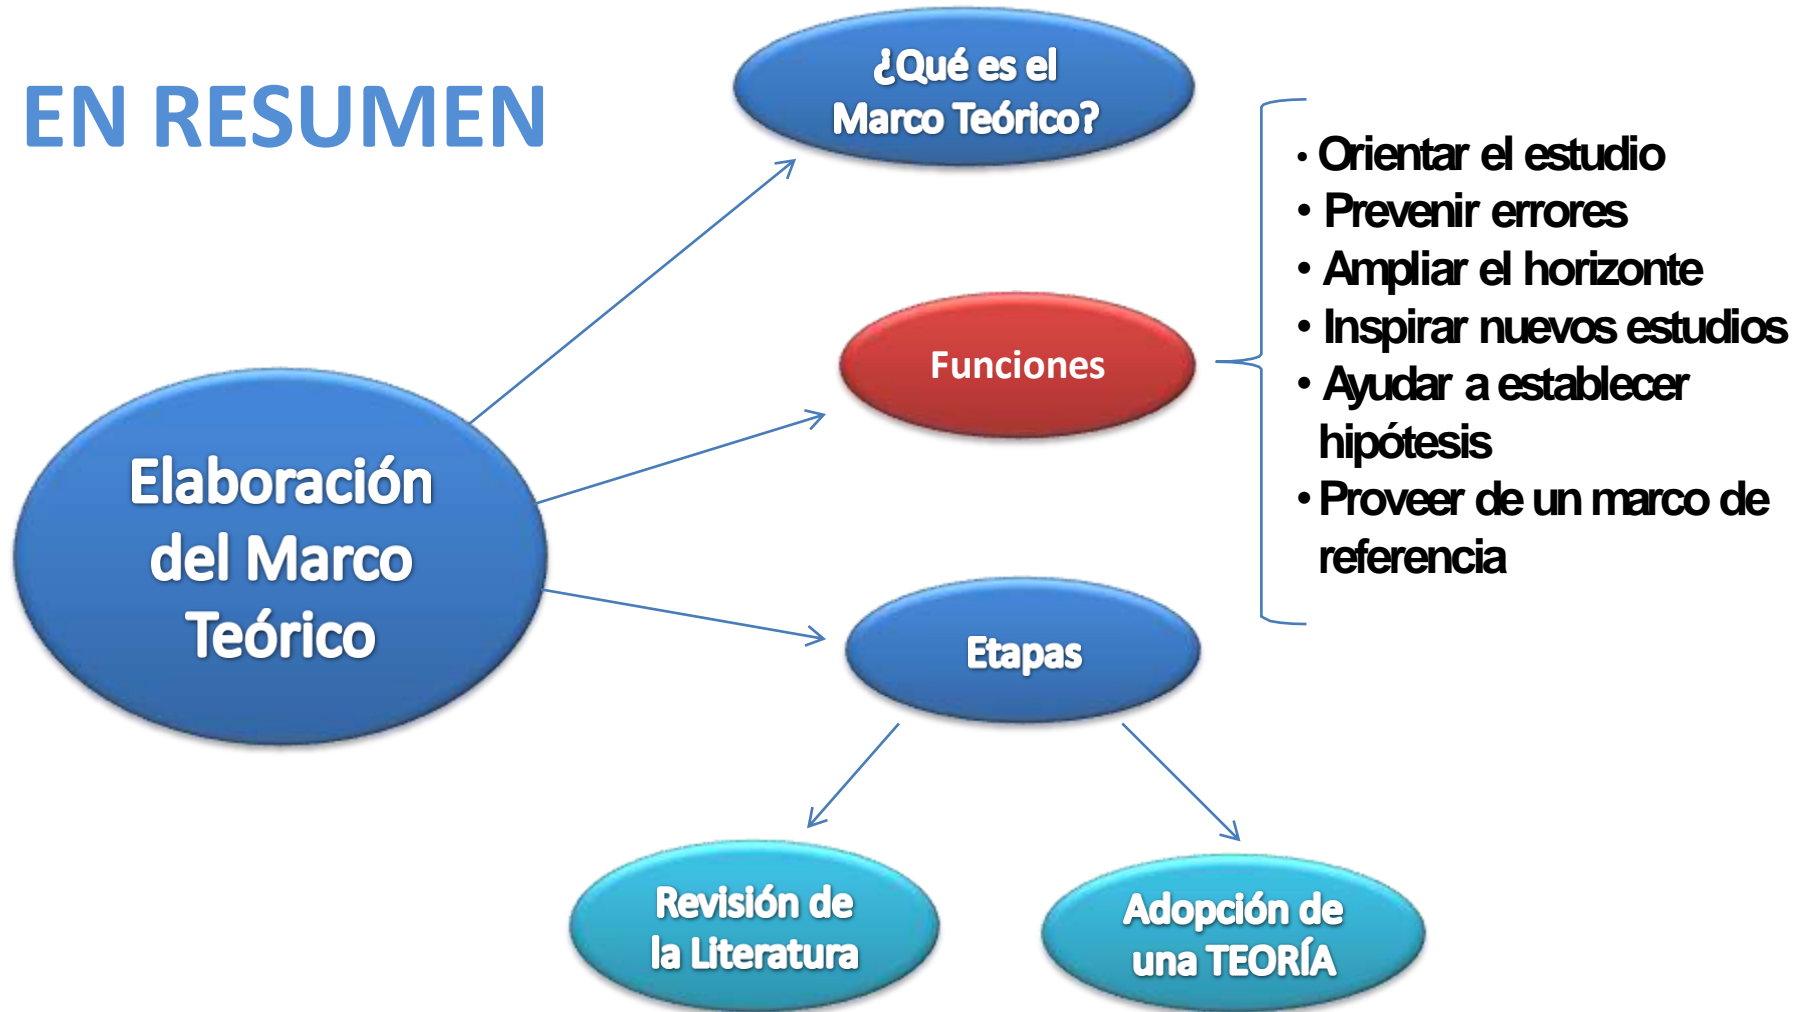 EN RESUMEN
¿Qué es el
Marco Teórico?
• Orientar el estudio
• Prevenir errores
• Ampliar el horizonte
• Inspirar nuevos estudios
• Ayudar a establecer
hipótesis
• Proveer de un marco de
referencia
Funciones
Elaboración
del Marco
Teórico
Etapas
Revisión de
la Literatura
Adopción de
una TEORÍA